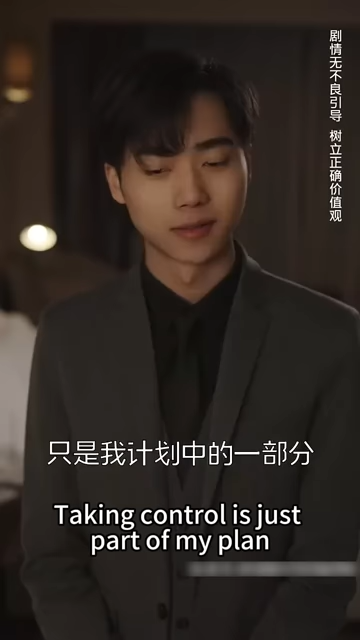 剧情无不良引导 树立正确价值观
只是我计划中的一部分
Taking control is just
part of my plan